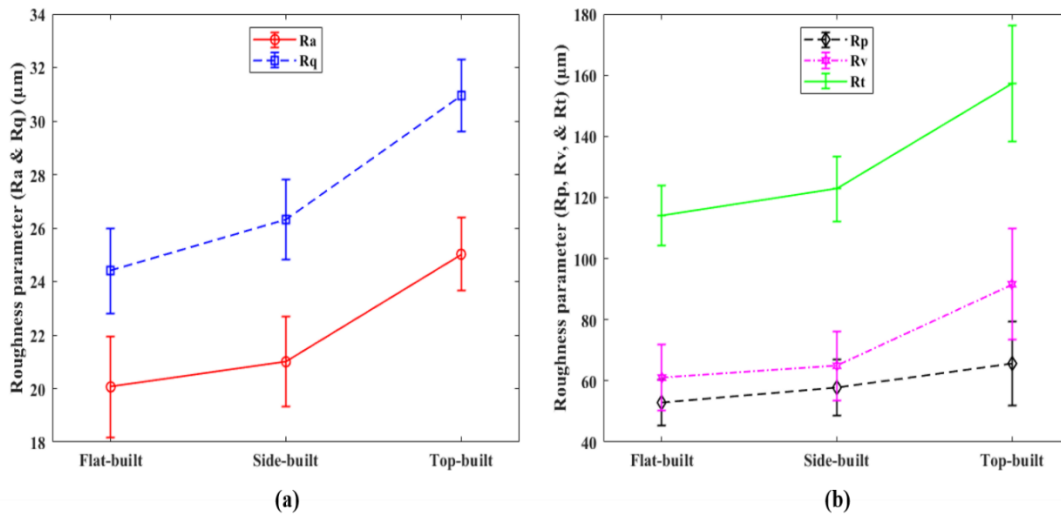 34
32
30
28
26
24
22
20
18
Roughness parameter (Ra & Rq) (µm)
Ra
Rq
Flat-built
Side-built
Top-built
(a)
180
160
140
120
100
80
60
40
Roughness parameter (Rp, Rv, & Rt) (µm)
Rp
Rv
Rt
Flat-built
Side-built
Top-built
(b)